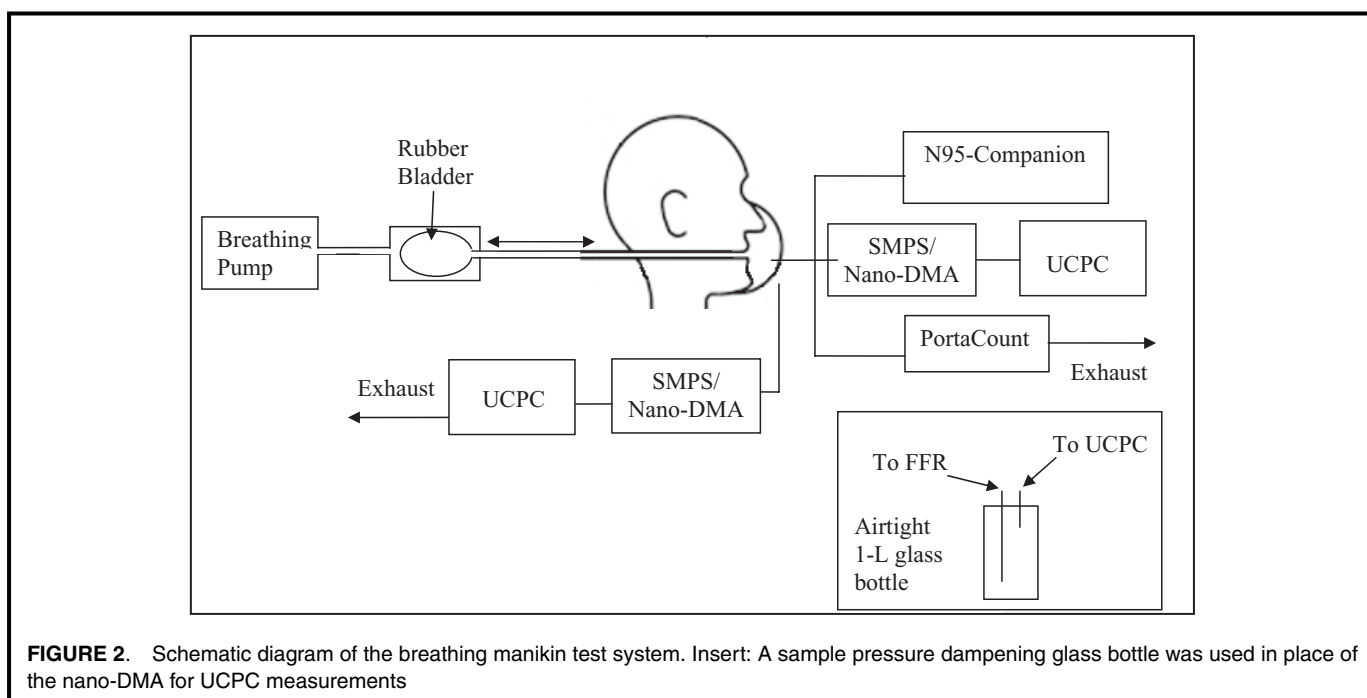 Rubber
Bladder
Breathing
Pump
N95-Companion
SMPS/
Nano-DMA
UCPC
PortaCount
Exhaust
Exhaust
UCPC
SMPS/
Nano-DMA
To FFR
To UCPC
Airtight
1-L glass
bottle
FIGURE 2. Schematic diagram of the breathing manikin test system. Insert: A sample pressure dampening glass bottle was used in place of
the nano-DMA for UCPC measurements